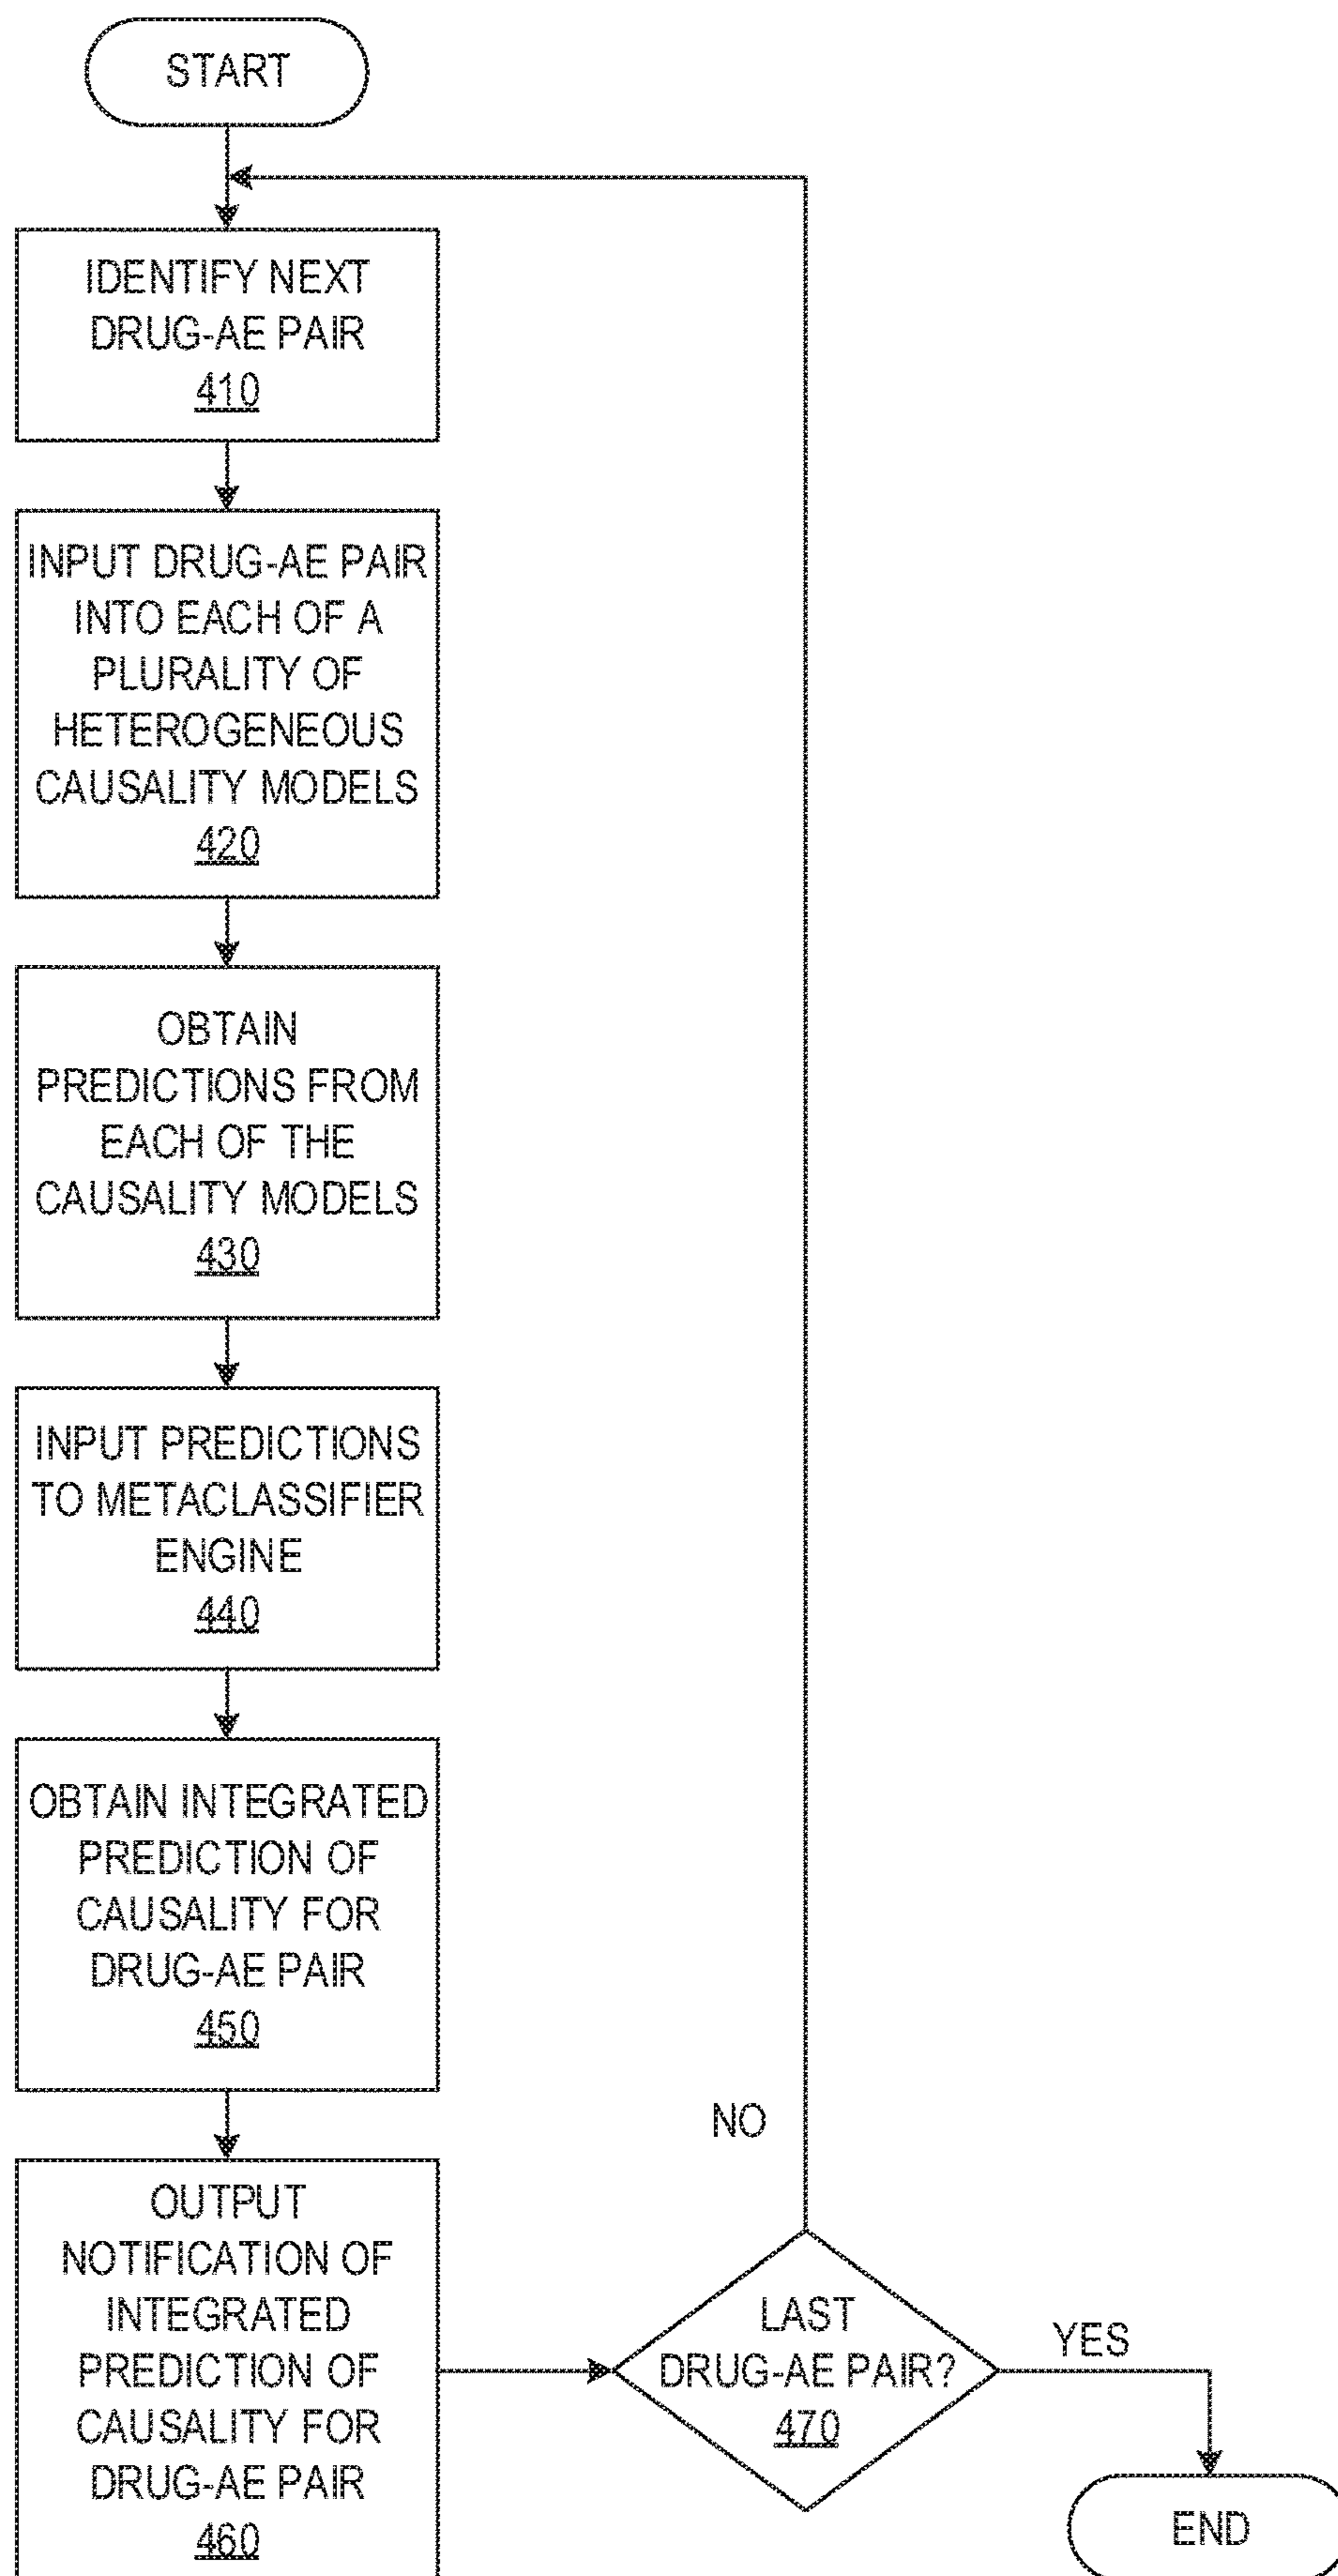 START
IDENTIFY NEXT
DRUG-AE PAIR
410
INPUT DRUG-AE PAIR
INTO EACH OF A
PLURALITY OF
HETEROGENEOUS
CAUSALITY MODELS
420
OBTAIN
PREDICTIONS FROM
EACH OF THE
CAUSALITY MODELS
430
INPUT PREDICTIONS
TO METACLASSIFIER
ENGINE
440
OBTAIN INTEGRATED
PREDICTION OF
CAUSALITY FOR
DRUG-AE PAIR
450
OUTPUT
NOTIFICATION OF
INTEGRATED
PREDICTION OF
CAUSALITY FOR
DRUG-AE PAIR
460
NO
LAST
DRUG-AE PAIR?
470
YES
END